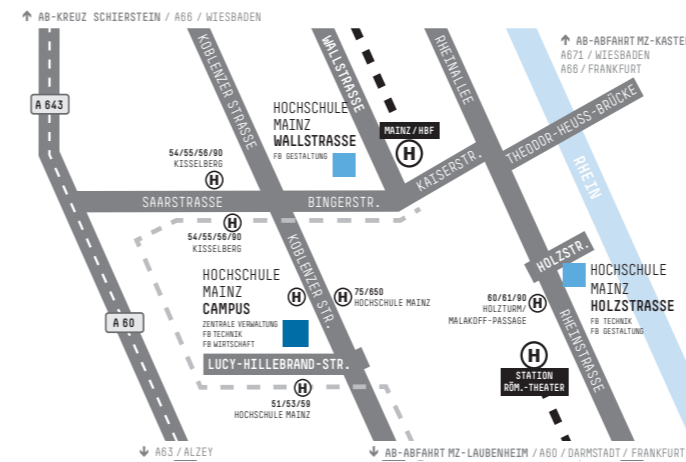 ↑ AB-KREUZ SCHIERSTEIN / A66 / WIESBADEN
↑ AB-ABFAHRT MZ-KASTE
A671 / WIESBADEN
A66 / FRANKFURT
KOBLENZER STRASSE
WALLSTRASSE
RHEINALLEE
A 643
HOCHSCHULE
MAINZ
WALLSTRASSE
FB GESTALTUNG
MAINZ / HBF
H
THEODOR-HEUSS-BRÜCKE
RHEIN
54/55/56/90
KISSELBERG
H
KAISERSTR.
SAARSTRASSE
BINGERSTR.
H
54/55/56/90
KISSELBERG
KOBLENZER STR.
HOLZSTR.
HOCHSCHULE
MAINZ
CAMPUS
ZENTRALE VERWALTUNG
FB TECHNIK
FB WIRTSCHAFT
H
H
75/650
HOCHSCHULE MAINZ
60/61/90
HOLZTURM/
MALAKOFF-PASSAGE
H
HOCHSCHULE
MAINZ
HOLZSTRASSE
FB TECHNIK
FB GESTALTUNG
A 60
RHEINSTRASSE
LUCY-HILLEBRAND-STR.
H
STATION
RÖM.-THEATER
H
51/53/59
HOCHSCHULE MAINZ
↓ A63 / ALZEY
↓ AB-ABFAHRT MZ-LAUBENHEIM / A60 / DARMSTADT / FRANKFURT